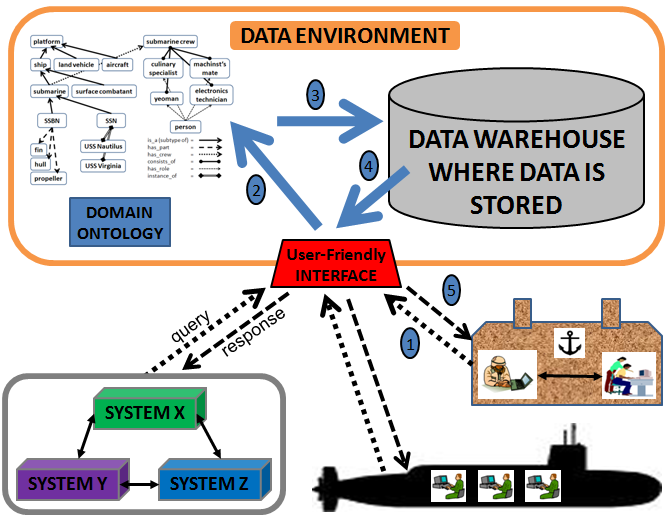 DATA ENVIRONMENT
platform
submarine crew
ship
land vehicle
aircraft
culinary
specialist
machinst's
mate
submarine
surface combatant
yeoman
electronics
technician
SSBN
SSN
person
fin
USS Nautilus
hull
USS Virginia
propeller
is_a (subtype of)
has_part
has_crew
consists_of
has_role
instance_of
DOMAIN
ONTOLOGY
3
2
4
DATA WAREHOUSE
WHERE DATA IS
STORED
User-Friendly
INTERFACE
query
response
1
5
SYSTEM X
SYSTEM Y
SYSTEM Z